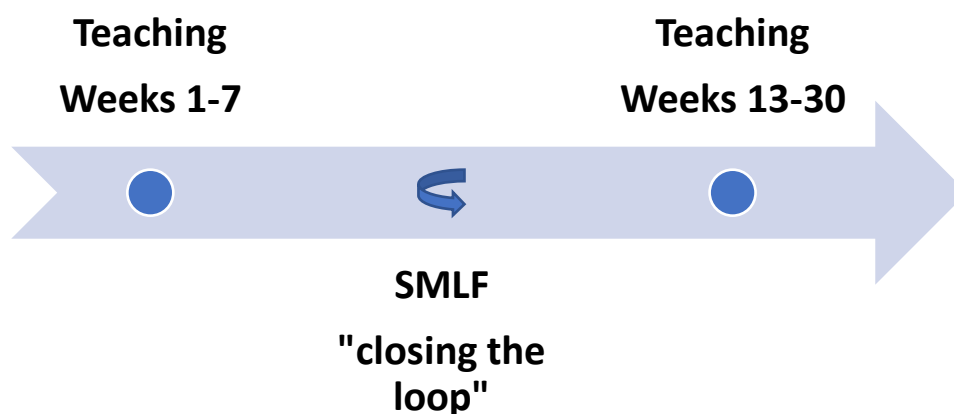 Teaching
Weeks 1-7
Teaching
Weeks 13-30
SMLF
"closing the
loop"